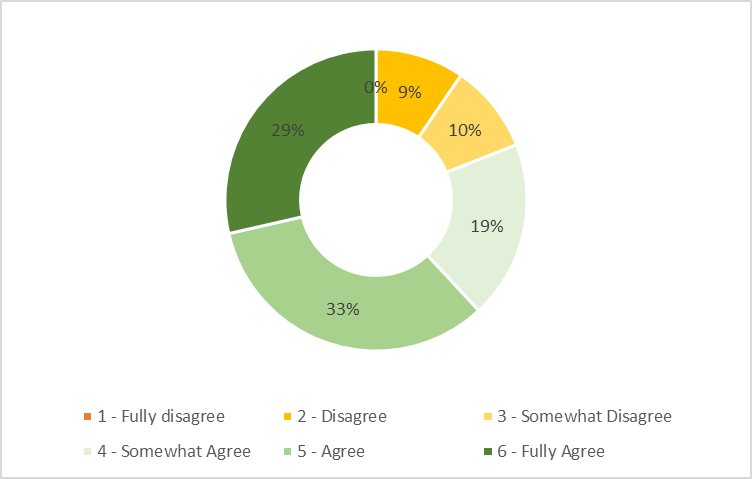 0%
9%
10%
29%
19%
33%
1 - Fully disagree
2 - Disagree
3 - Somewhat Disagree
4 - Somewhat Agree
5 - Agree
6 - Fully Agree